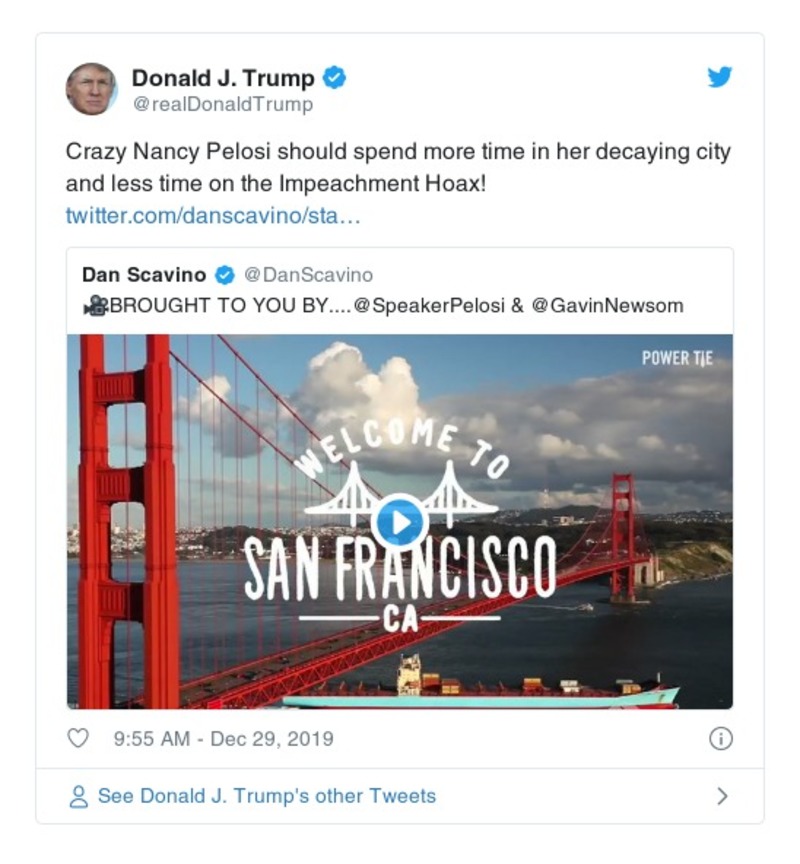 Donald J. Trump
@realDonaldTrump
Crazy Nancy Pelosi should spend more time in her decaying city
and less time on the Impeachment Hoax!
twitter.com/danscavino/sta…
Dan Scavino @DanScavino
🎥BROUGHT TO YOU BY....@SpeakerPelosi & @GavinNewsom
POWER TIE
WELCOME TO
SAN FRANCISCO
CA
9:55 AM - Dec 29, 2019
See Donald J. Trump's other Tweets